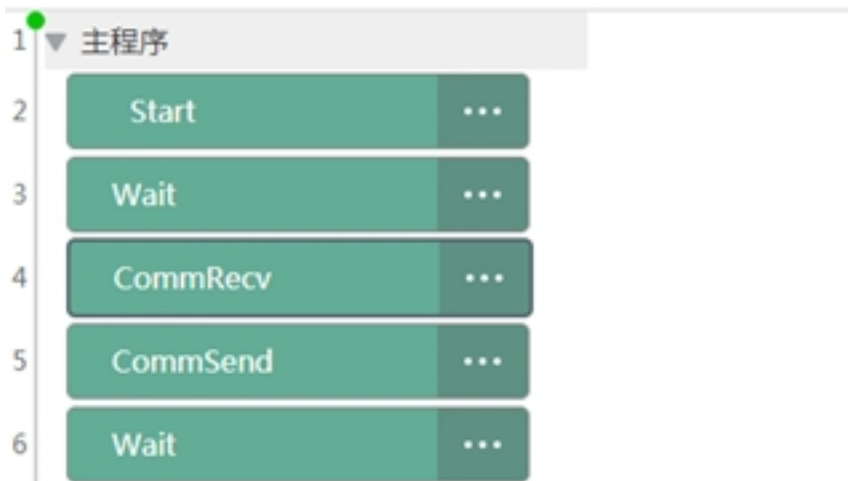 1 主程序
2 Start ...
3 Wait ...
4 CommRecv ...
5 CommSend ...
6 Wait ...